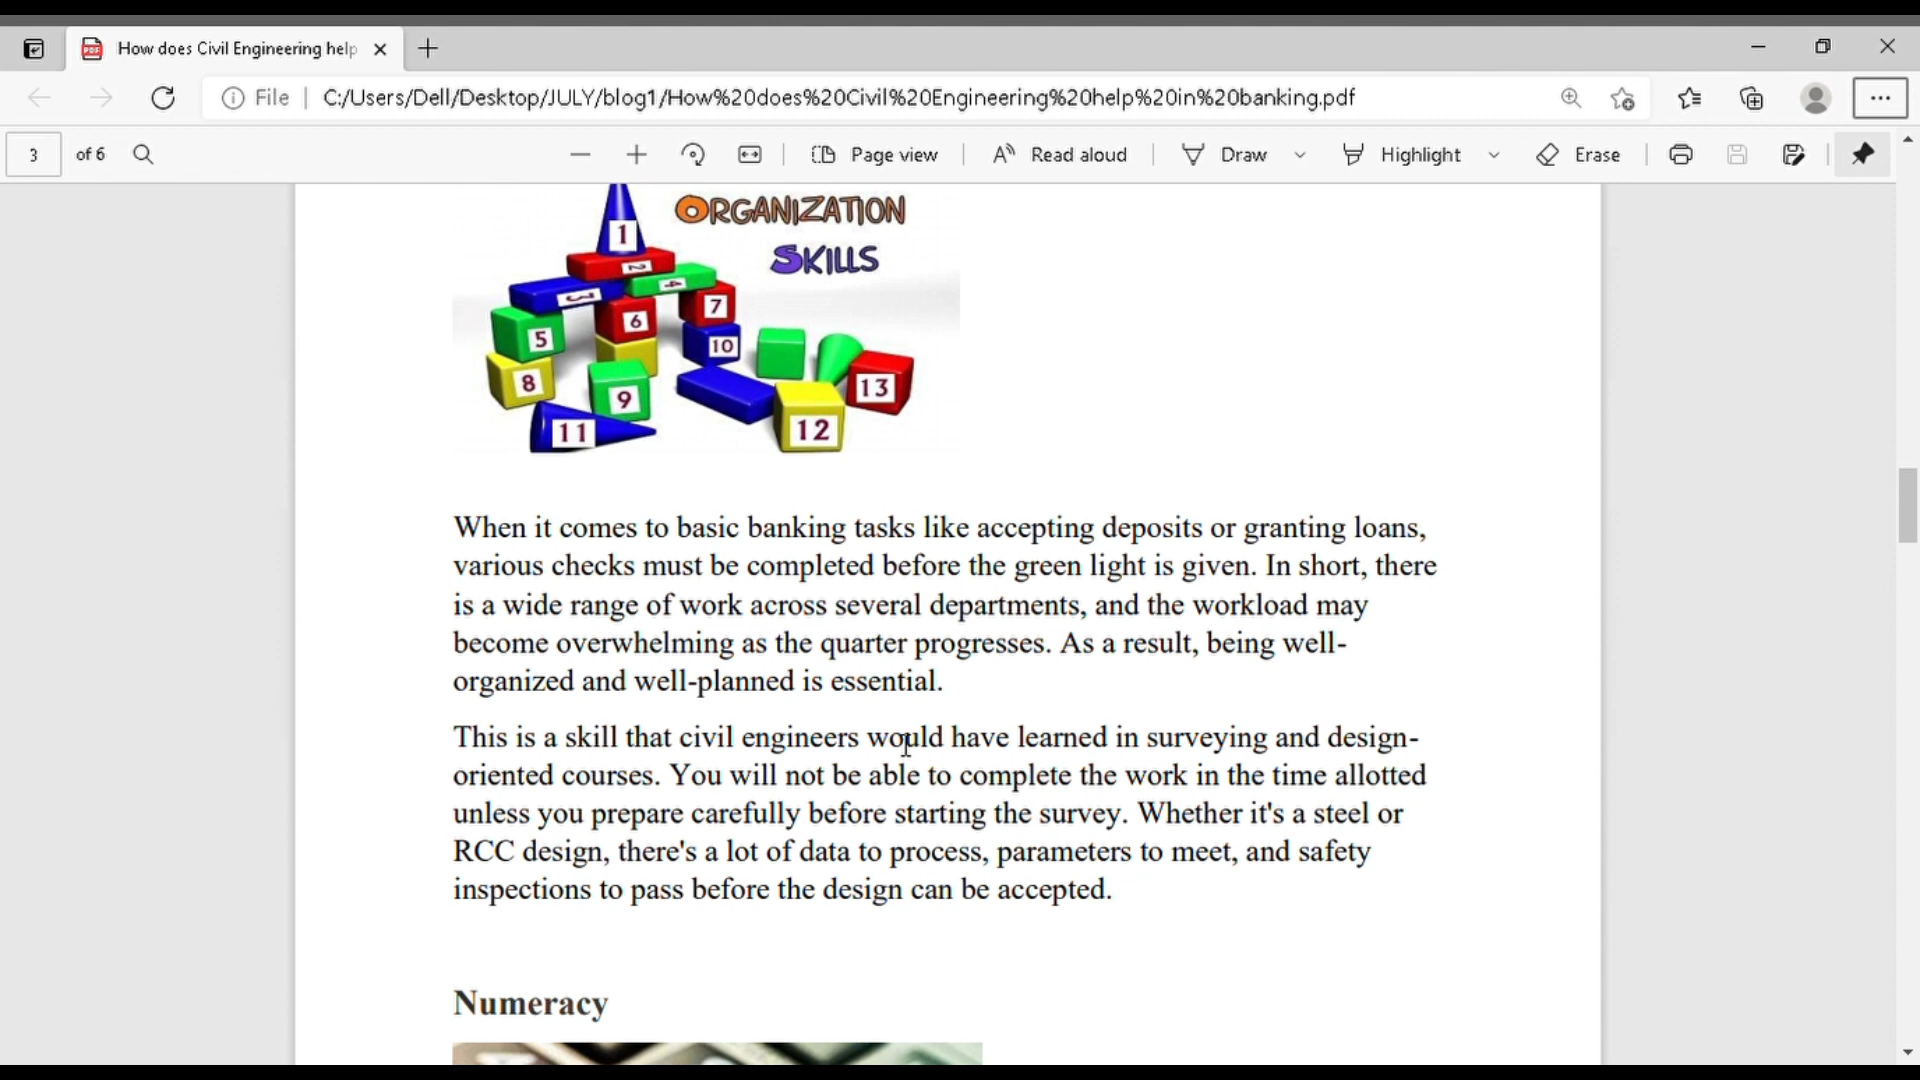 How does Civil Engineering help
File
C:/Users/Dell/Desktop/JULY/blog1/How%20does%20Civil%20Engineering%20help%20in%20banking.pdf
3 of 6
Page view
Read aloud
Draw
Highlight
Erase
ORGANIZATION
SKILLS
1
2
3
4
5
6
7
8
9
10
11
12
13
When it comes to basic banking tasks like accepting deposits or granting loans,
various checks must be completed before the green light is given. In short, there
is a wide range of work across several departments, and the workload may
become overwhelming as the quarter progresses. As a result, being well-
organized and well-planned is essential.
This is a skill that civil engineers would have learned in surveying and design-
oriented courses. You will not be able to complete the work in the time allotted
unless you prepare carefully before starting the survey. Whether it's a steel or
RCC design, there's a lot of data to process, parameters to meet, and safety
inspections to pass before the design can be accepted.
Numeracy